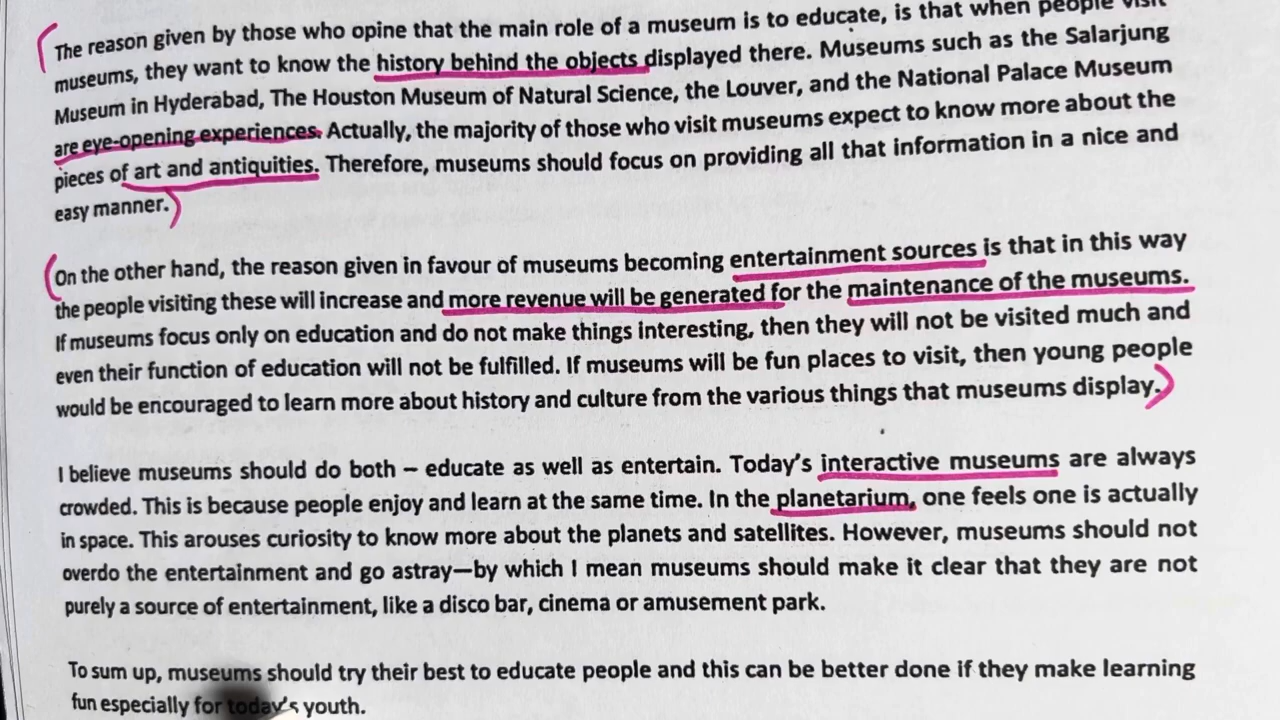 The reason given by those who opine that the main role of a museum is to educate, is that when people visit
museums, they want to know the history behind the objects displayed there. Museums such as the Salarjung
Museum in Hyderabad, The Houston Museum of Natural Science, the Louver, and the National Palace Museum
are eye-opening experiences. Actually, the majority of those who visit museums expect to know more about the
pieces of art and antiquities. Therefore, museums should focus on providing all that information in a nice and
easy manner.
On the other hand, the reason given in favour of museums becoming entertainment sources is that in this way
the people visiting these will increase and more revenue will be generated for the maintenance of the museums.
If museums focus only on education and do not make things interesting, then they will not be visited much and
even their function of education will not be fulfilled. If museums will be fun places to visit, then young people
would be encouraged to learn more about history and culture from the various things that museums display.
I believe museums should do both – educate as well as entertain. Today's interactive museums are always
crowded. This is because people enjoy and learn at the same time. In the planetarium, one feels one is actually
in space. This arouses curiosity to know more about the planets and satellites. However, museums should not
overdo the entertainment and go astray—by which I mean museums should make it clear that they are not
purely a source of entertainment, like a disco bar, cinema or amusement park.
To sum up, museums should try their best to educate people and this can be better done if they make learning
fun especially for today's youth.